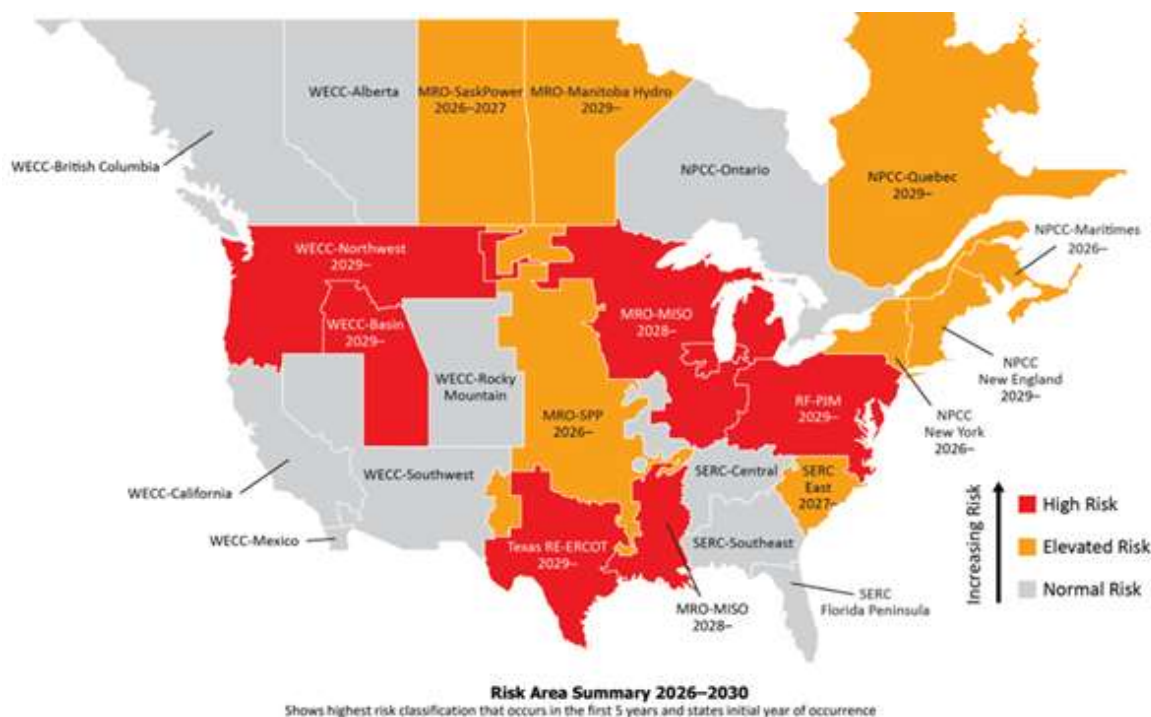 WECC-Alberta
MRO-SaskPower
2026–2027
MRO-Manitoba Hydro
2029–
WECC-British Columbia
NPCC-Ontario
NPCC-Quebec
2029–
NPCC-Maritimes
2026–
WECC-Northwest
2029–
WECC-Basin
2029–
MRO-MISO
2028–
WECC-Rocky
Mountain
NPCC
New England
2029–
RF-PJM
2029–
MRO-SPP
2026–
NPCC
New York
2026–
WECC-Southwest
SERC-Central
SERC
East
2027–
WECC-California
WECC-Mexico
Texas RE-ERCOT
2029–
SERC-Southeast
MRO-MISO
2028–
SERC
Florida Peninsula
Increasing Risk
High Risk
Elevated Risk
Normal Risk
Risk Area Summary 2026–2030
Shows highest risk classification that occurs in the first 5 years and states initial year of occurrence